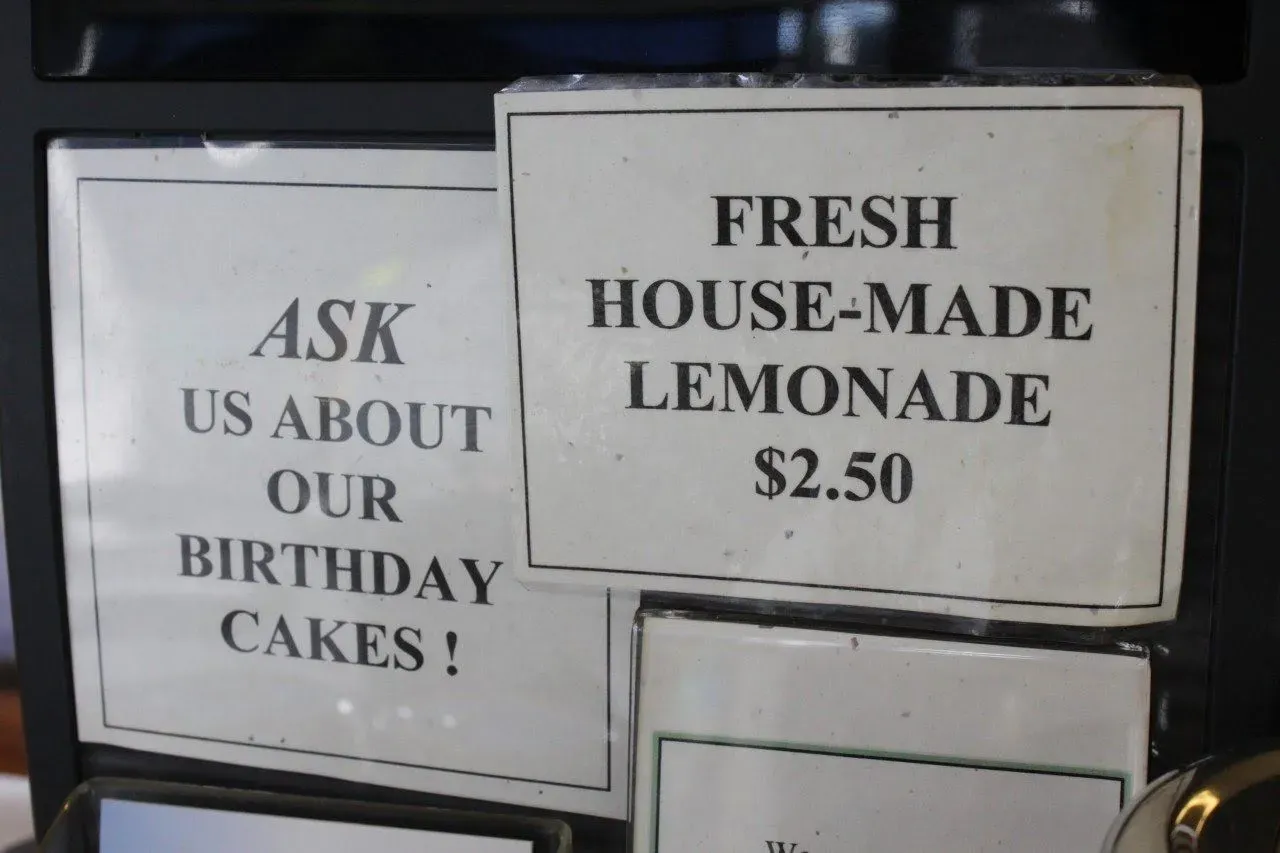 ASK
US ABOUT
OUR
BIRTHDAY
CAKES !
FRESH
HOUSE-MADE
LEMONADE
$2.50